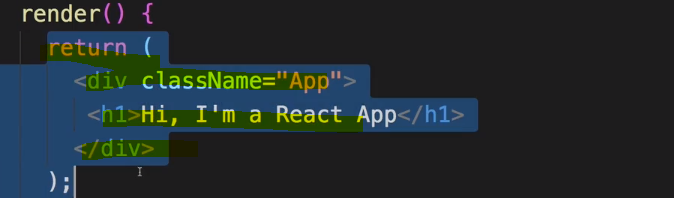 render() {
return (
<div className="App">
<h1>Hi, I'm a React App</h1>
</div>
);